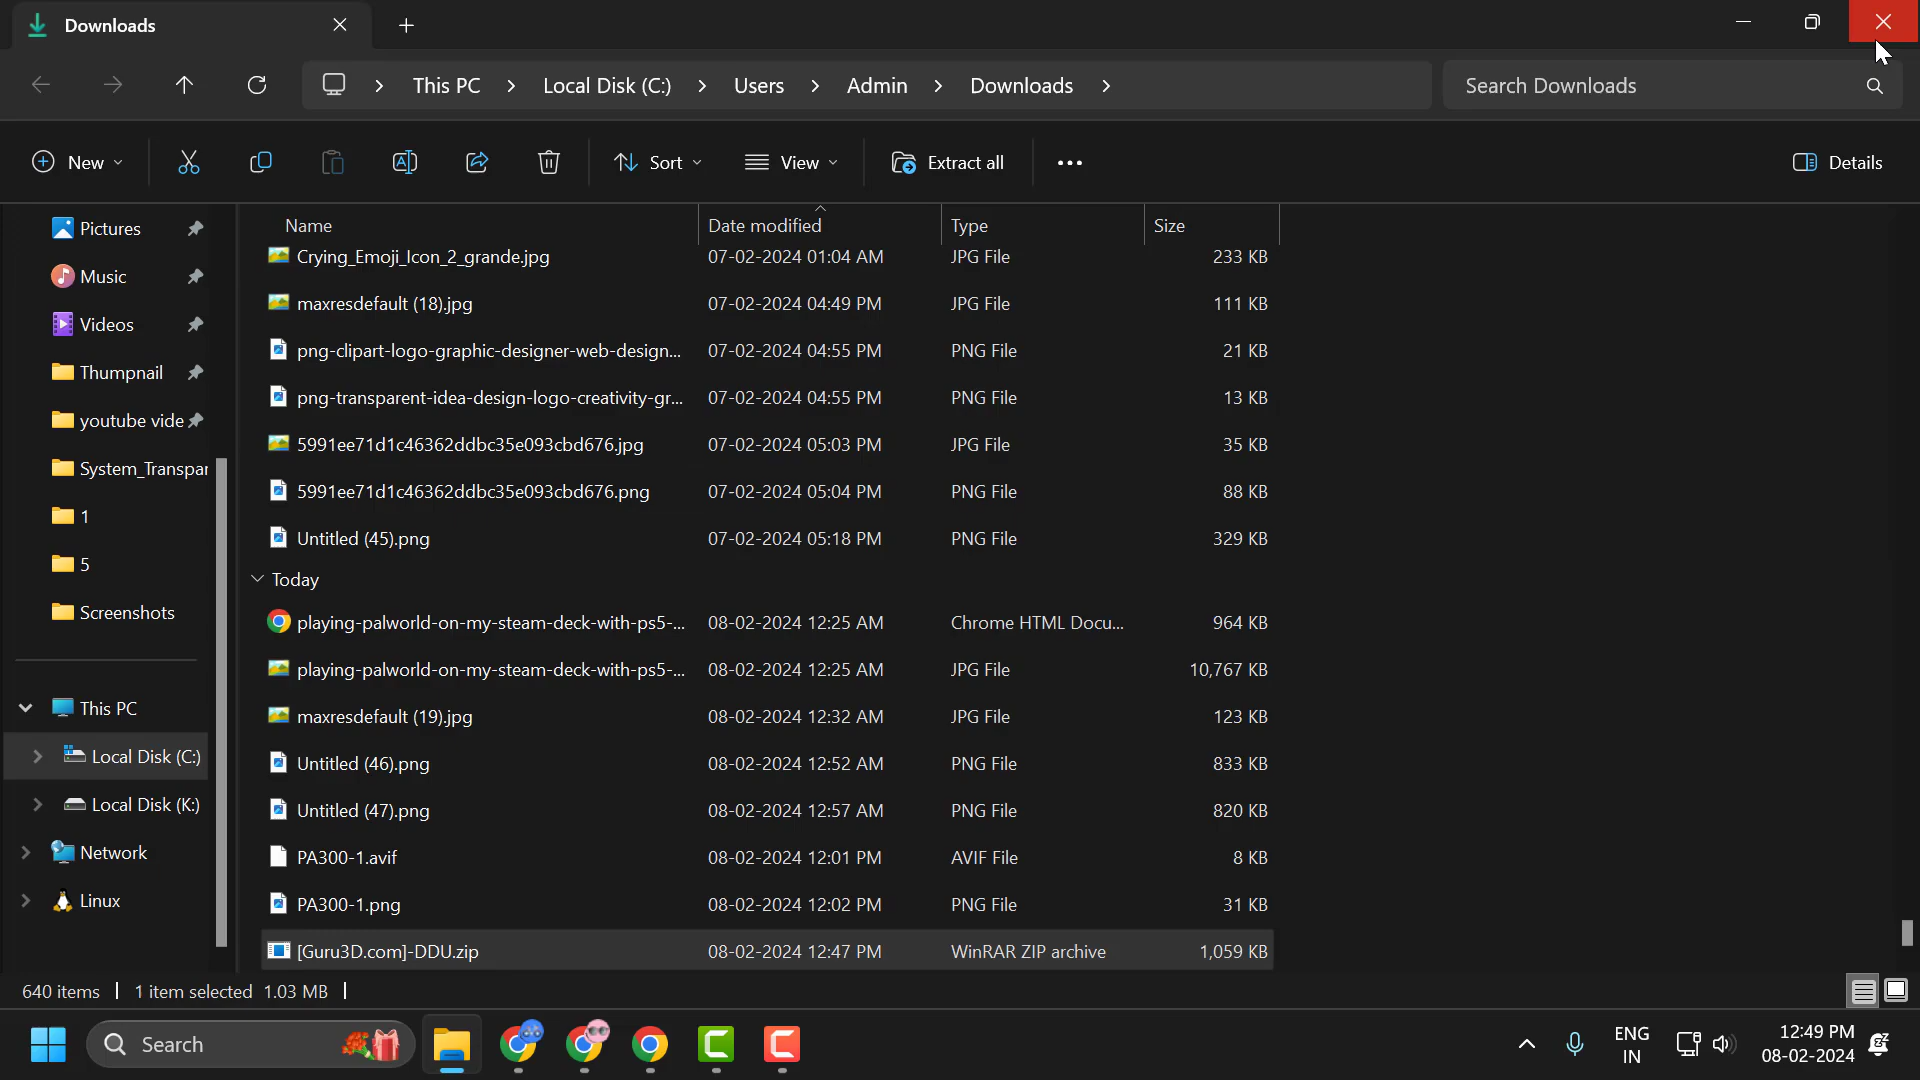 Downloads
This PC > Local Disk (C:) > Users > Admin > Downloads >
Search Downloads
New
Sort
View
Extract all
Details
Pictures
Music
Videos
Thumpnail
youtube vide
System_Transpar
1
5
Screenshots
This PC
Local Disk (C:)
Local Disk (K:)
Network
Linux
Name Date modified Type Size
Crying_Emoji_Icon_2_grande.jpg 07-02-2024 01:04 AM JPG File 233 KB
maxresdefault (18).jpg 07-02-2024 04:49 PM JPG File 111 KB
png-clipart-logo-graphic-designer-web-design... 07-02-2024 04:55 PM PNG File 21 KB
png-transparent-idea-design-logo-creativity-gr... 07-02-2024 04:55 PM PNG File 13 KB
5991ee71d1c46362ddbc35e093cbd676.jpg 07-02-2024 05:03 PM JPG File 35 KB
5991ee71d1c46362ddbc35e093cbd676.png 07-02-2024 05:04 PM PNG File 88 KB
Untitled (45).png 07-02-2024 05:18 PM PNG File 329 KB
Today
playing-palworld-on-my-steam-deck-with-ps5-... 08-02-2024 12:25 AM Chrome HTML Docu... 964 KB
playing-palworld-on-my-steam-deck-with-ps5-... 08-02-2024 12:25 AM JPG File 10,767 KB
maxresdefault (19).jpg 08-02-2024 12:32 AM JPG File 123 KB
Untitled (46).png 08-02-2024 12:52 AM PNG File 833 KB
Untitled (47).png 08-02-2024 12:57 AM PNG File 820 KB
PA300-1.avif 08-02-2024 12:01 PM AVIF File 8 KB
PA300-1.png 08-02-2024 12:02 PM PNG File 31 KB
[Guru3D.com]-DDU.zip 08-02-2024 12:47 PM WinRAR ZIP archive 1,059 KB
640 items | 1 item selected 1.03 MB |
Search
ENG
IN
12:49 PM
08-02-2024